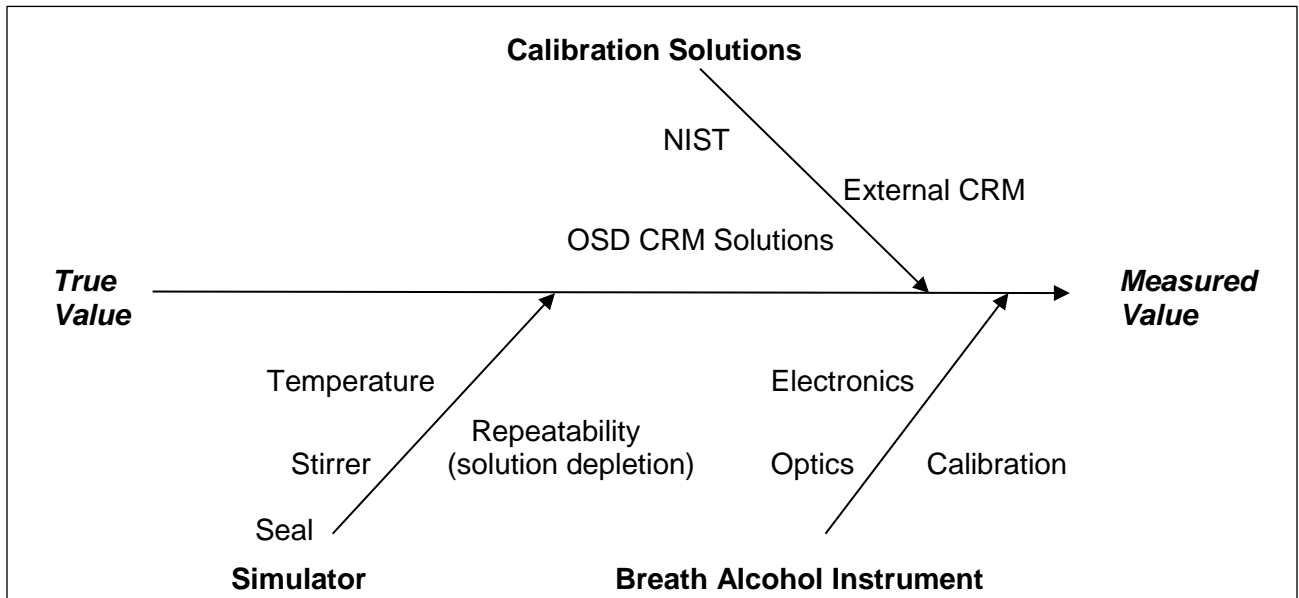 Calibration Solutions
NIST
External CRM
OSD CRM Solutions
True
Value
Measured
Value
Temperature
Electronics
Repeatability
(solution depletion)
Stirrer
Optics
Calibration
Seal
Simulator
Breath Alcohol Instrument